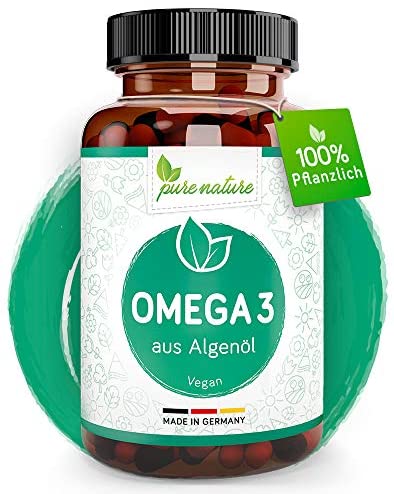 pure nature
100%
Pflanzlich
OMEGA 3
aus Algenöl
Vegan
MADE IN GERMANY